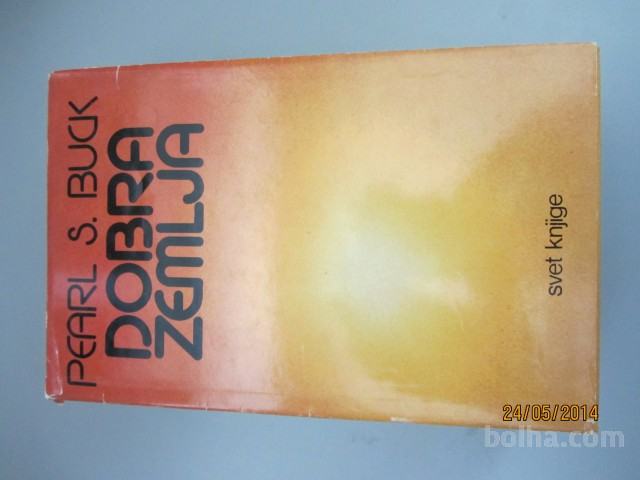 PEARL S. BUCK
DOBRA
ZEMLJA
svet knjige
24/05/2014
bolha.com